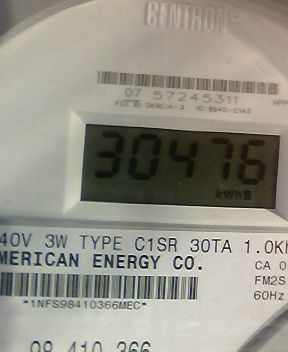 CENTRON®
07 57245311
30476
kWh
40V 3W TYPE C1SR 30TA 1.0K
MERICAN ENERGY CO.
CA 0
FM2S
60Hz
*1NFS98410366MEC*
98 410 366